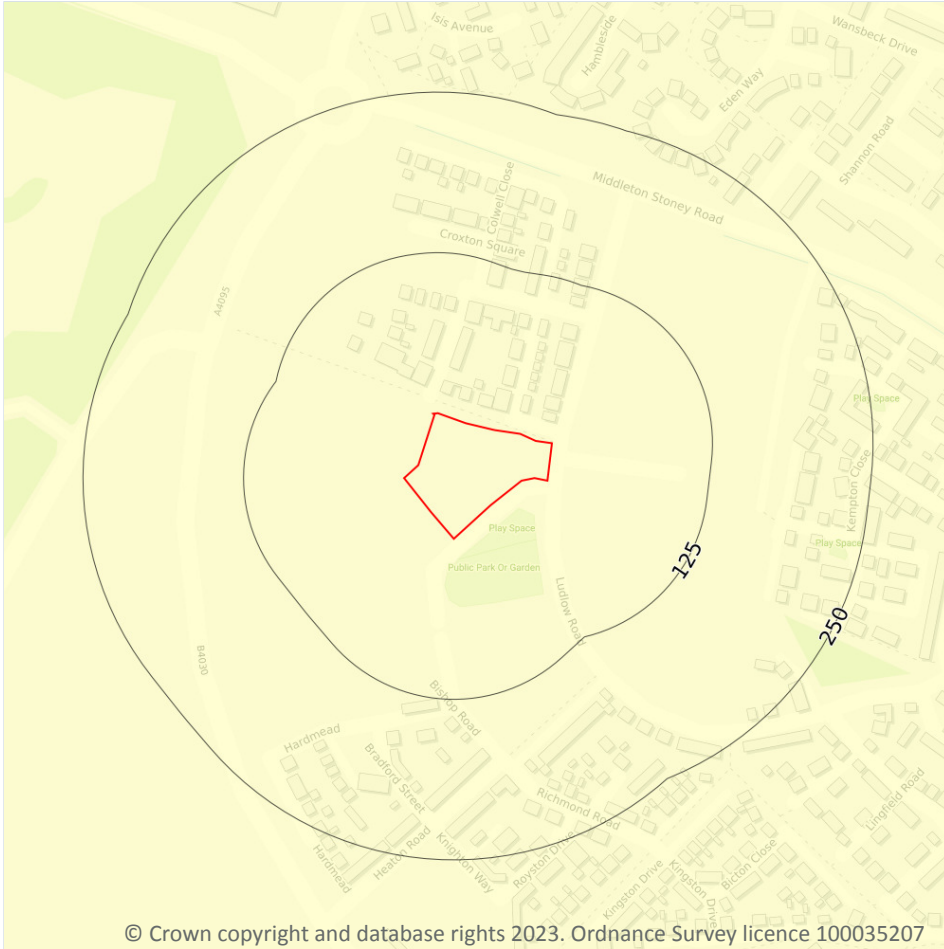 Isis Avenue
Hambleside
Wansbeck Drive
Eden Way
Shannon Road
Middleton Stoney Road
Colwell Close
Croxton Square
A4095
Play Space
Kempton Close
Play Space
Play Space
125
Public Park Or Garden
Ludlow Road
250
B4030
Bishop Road
Hardmead
Bradford Street
Richmond Road
Lingfield Road
Heaton Road
Hardmead
Knighton Way
Royston Drive
Kingston Drive
Kingston Drive
Bicton Close
© Crown copyright and database rights 2023. Ordnance Survey licence 100035207